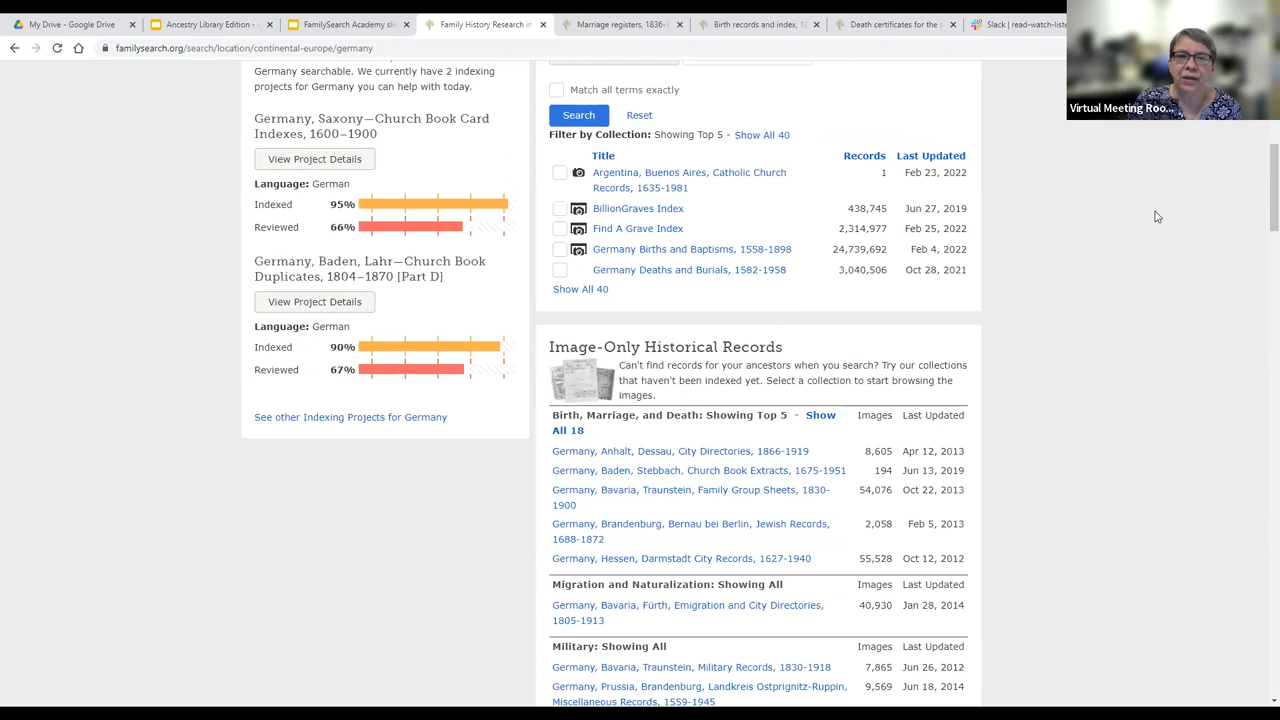 My Drive - Google Drive
Ancestry Library Edition -
FamilySearch Academy sli
Family History Research in
Marriage registers, 1836-1
Birth records and index, 1
Death certificates for the
Slack | read-watch-liste
familysearch.org/search/location/continental-europe/germany
Virtual Meeting Roo...
Germany searchable. We currently have 2 indexing
projects for Germany you can help with today.
Germany, Saxony—Church Book Card
Indexes, 1600–1900
View Project Details
Language: German
Indexed 95%
Reviewed 66%
Germany, Baden, Lahr—Church Book
Duplicates, 1804–1870 [Part D]
View Project Details
Language: German
Indexed 90%
Reviewed 67%
See other Indexing Projects for Germany
Match all terms exactly
Search Reset
Filter by Collection: Showing Top 5 - Show All 40
Title Records Last Updated
Argentina, Buenos Aires, Catholic Church 1 Feb 23, 2022
Records, 1635-1981
BillionGraves Index 438,745 Jun 27, 2019
Find A Grave Index 2,314,977 Feb 25, 2022
Germany Births and Baptisms, 1558-1898 24,739,692 Feb 4, 2022
Germany Deaths and Burials, 1582-1958 3,040,506 Oct 28, 2021
Show All 40
Image-Only Historical Records
Can't find records for your ancestors when you search? Try our collections
that haven't been indexed yet. Select a collection to start browsing the
images.
Birth, Marriage, and Death: Showing Top 5 - Show Images Last Updated
All 18
Germany, Anhalt, Dessau, City Directories, 1866-1919 8,605 Apr 12, 2013
Germany, Baden, Stebbach, Church Book Extracts, 1675-1951 194 Jun 13, 2019
Germany, Bavaria, Traunstein, Family Group Sheets, 1830- 54,076 Oct 22, 2013
1900
Germany, Brandenburg, Bernau bei Berlin, Jewish Records, 2,058 Feb 5, 2013
1688-1872
Germany, Hessen, Darmstadt City Records, 1627-1940 55,528 Oct 12, 2012
Migration and Naturalization: Showing All Images Last Updated
Germany, Bavaria, Fürth, Emigration and City Directories, 40,930 Jan 28, 2014
1805-1913
Military: Showing All Images Last Updated
Germany, Bavaria, Traunstein, Military Records, 1830-1918 7,865 Jun 26, 2012
Germany, Prussia, Brandenburg, Landkreis Ostprignitz-Ruppin, 9,569 Jun 18, 2014
Miscellaneous Records, 1559-1945